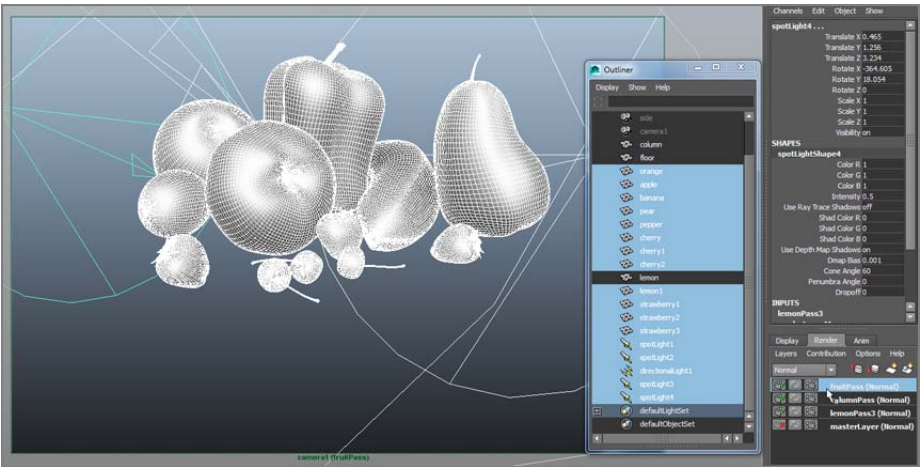 Channels Edit Object Show
spotLight4 . . .
Translate X 0.465
Translate Y 1.256
Translate Z 3.234
Rotate X -364.605
Rotate Y 18.054
Rotate Z 0
Scale X 1
Scale Y 1
Scale Z 1
Visibility on
SHAPES
spotLightShape4
Color R 1
Color G 1
Color B 1
Intensity 0.5
Use Ray Trace Shadows off
Shad Color R 0
Shad Color G 0
Shad Color B 0
Use Depth Map Shadows on
Dmap Bias 0.001
Cone Angle 60
Penumbra Angle 0
Dropoff 0
INPUTS
lemonPass3
Outliner
Display Show Help
side
camera1
column
floor
orange
apple
banana
pear
pepper
cherry
cherry1
cherry2
lemon
lemon1
strawberry1
strawberry2
strawberry3
spotLight1
spotLight2
directionalLight1
spotLight3
spotLight4
defaultLightSet
defaultObjectSet
Display Render Anim
Layers Contribution Options Help
Normal
fruitPass (Normal)
columnPass (Normal)
lemonPass3 (Normal)
masterLayer (Normal)
camera1 (fruitPass)